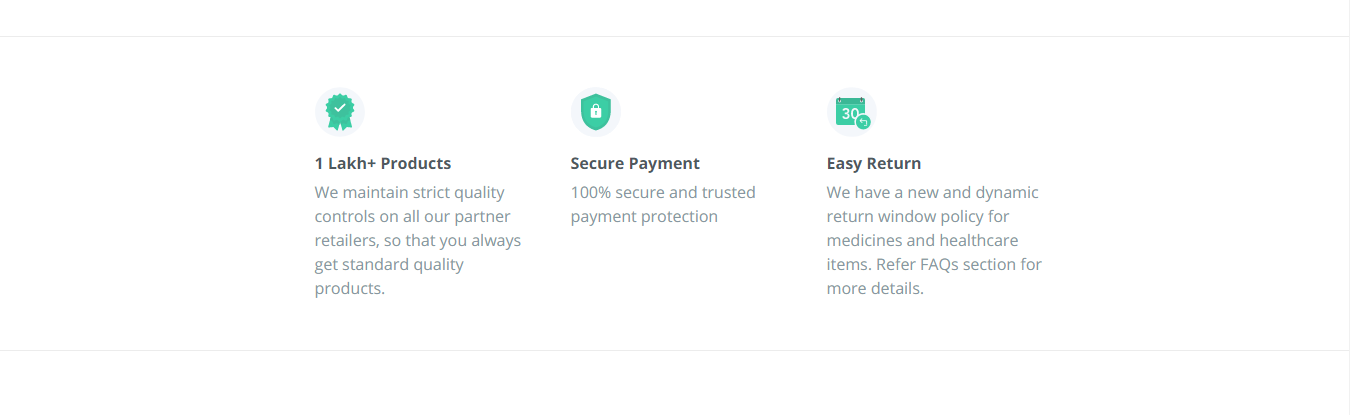 30
1 Lakh+ Products
We maintain strict quality
controls on all our partner
retailers, so that you always
get standard quality
products.
Secure Payment
100% secure and trusted
payment protection
Easy Return
We have a new and dynamic
return window policy for
medicines and healthcare
items. Refer FAQs section for
more details.